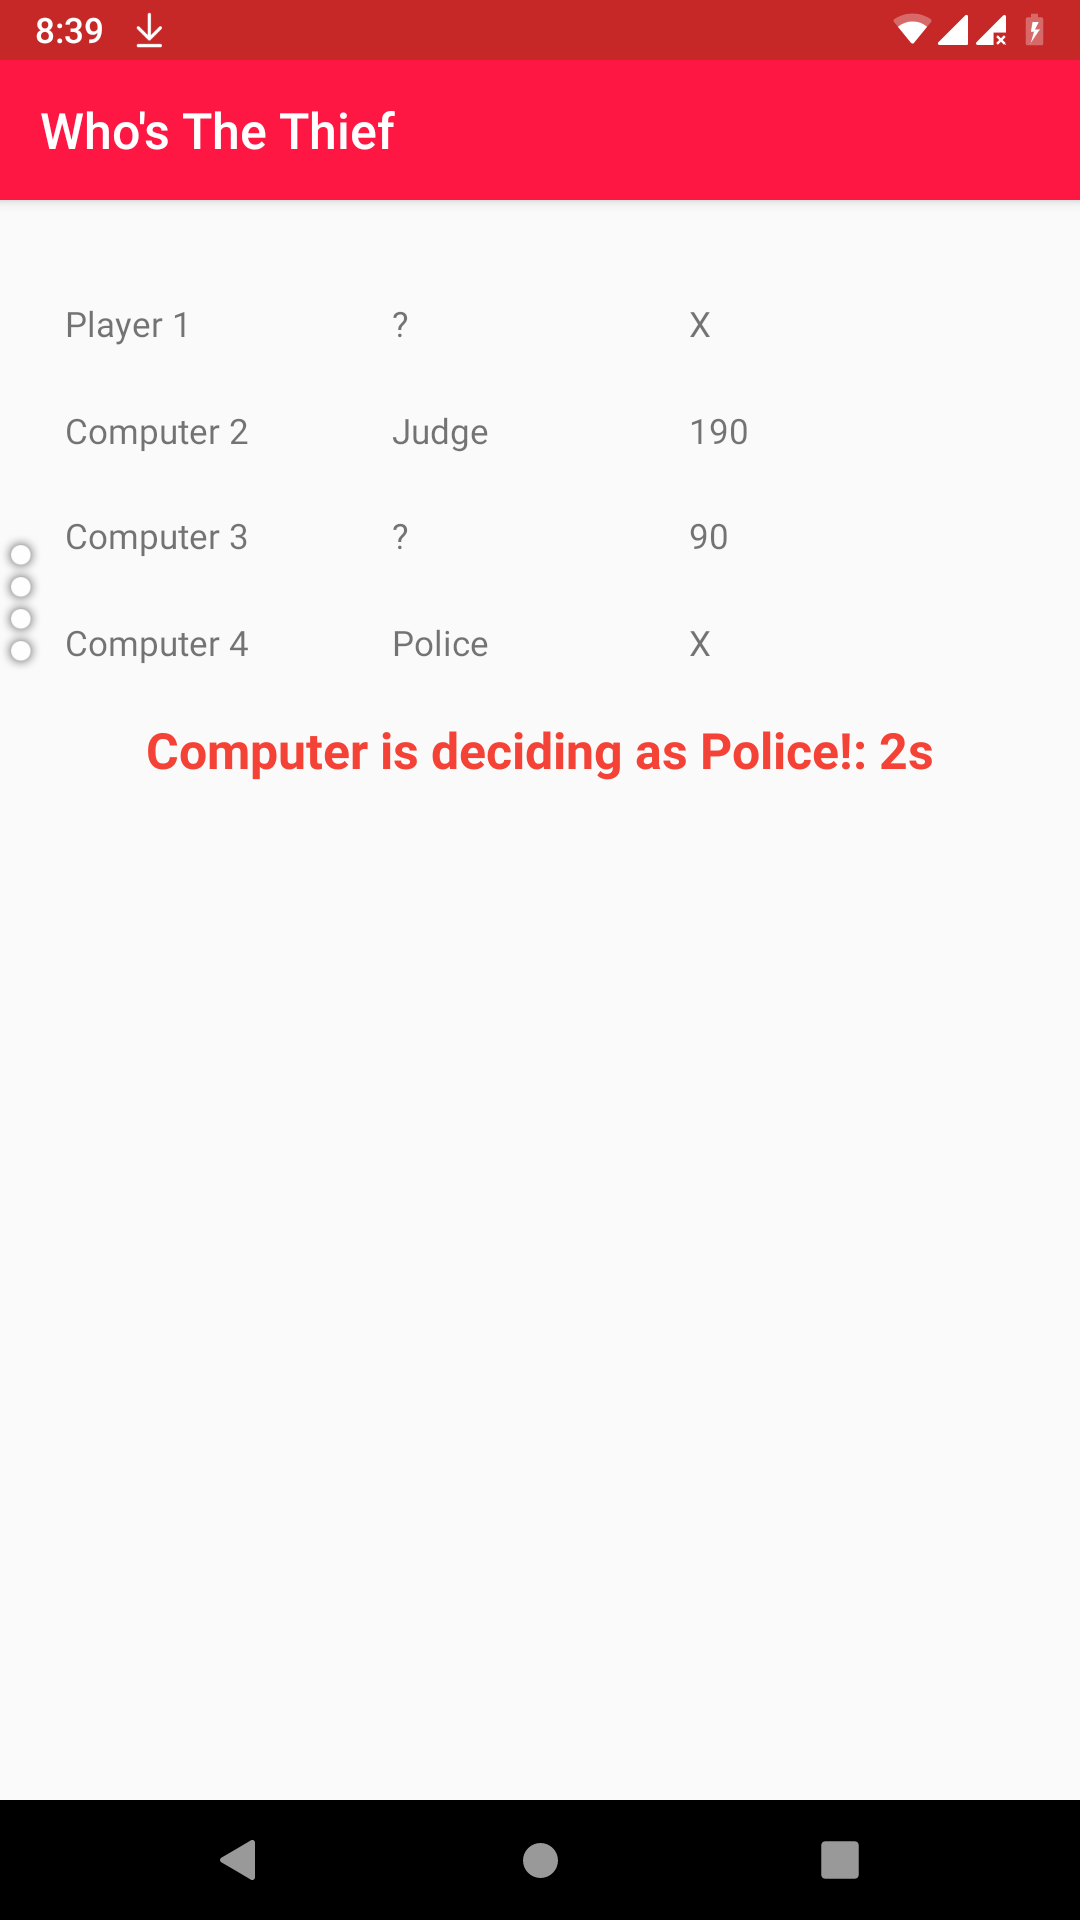 8:39
Who's The Thief
Player 1 ? X
Computer 2 Judge 190
Computer 3 ? 90
Computer 4 Police X
Computer is deciding as Police!: 2s